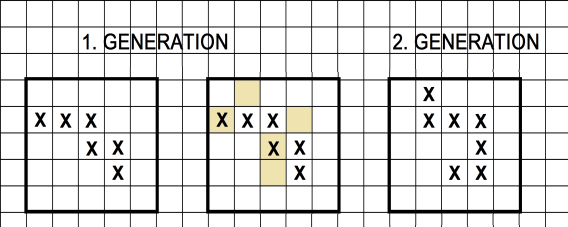 1. GENERATION 2. GENERATION
X
X X X X X X X X X
X X X X X
X X X X